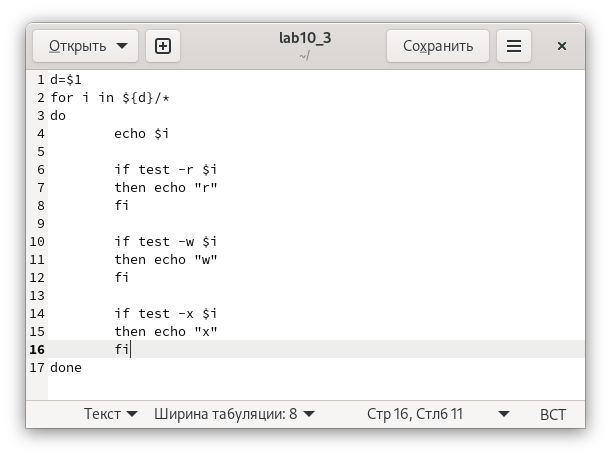 Открыть
lab10_3
~/
Сохранить
1 d=$1
2 for i in ${d}/*
3 do
4         echo $i
5
6         if test -r $i
7         then echo "r"
8         fi
9
10         if test -w $i
11         then echo "w"
12         fi
13
14         if test -x $i
15         then echo "x"
16         fi
17 done
Текст Ширина табуляции: 8 Стр 16, Стлб 11 ВСТ